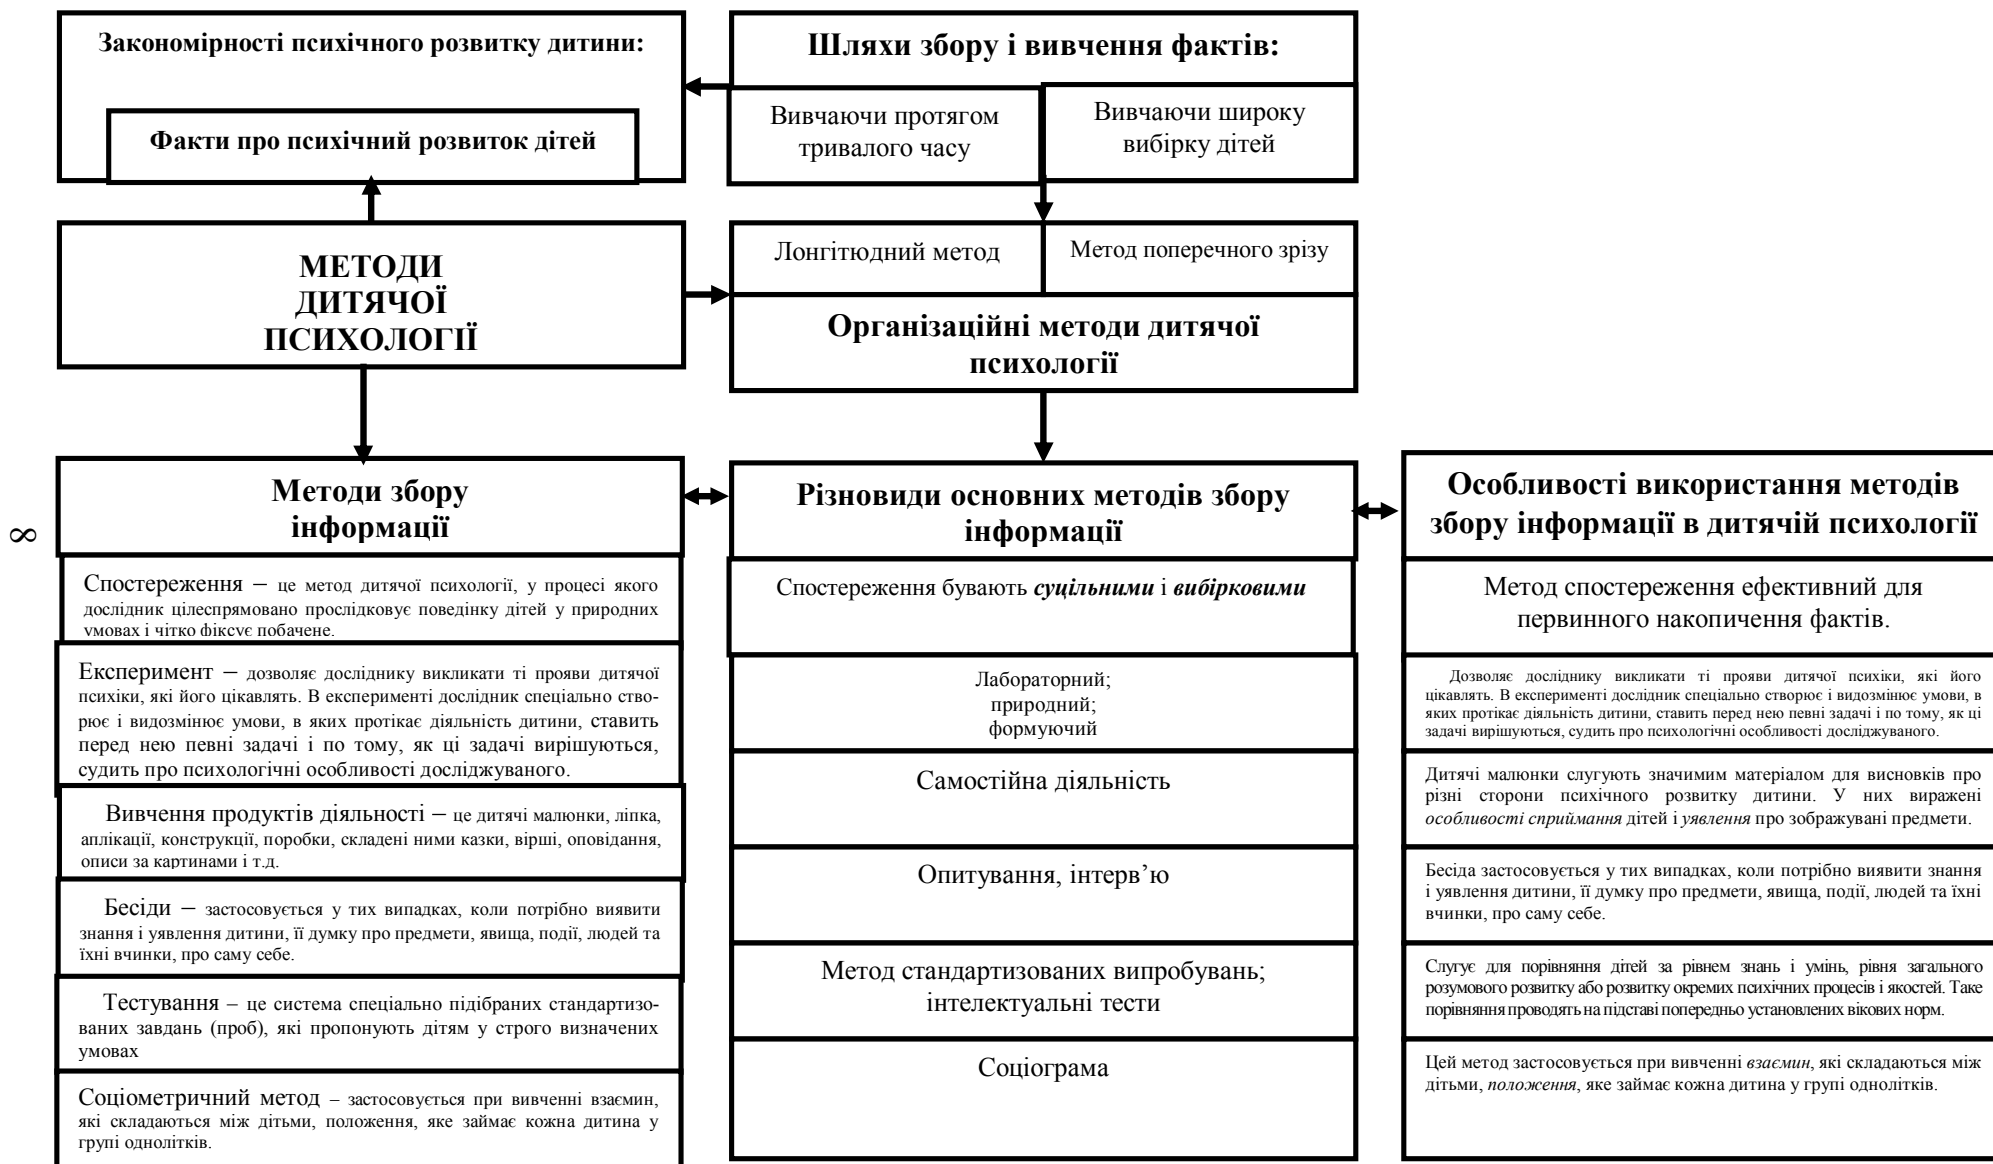 Закономірності психічного розвитку дитини:
Факти про психічний розвиток дітей
Шляхи збору і вивчення фактів:
Вивчаючи протягом
тривалого часу
Вивчаючи широку
вибірку дітей
МЕТОДИ
ДИТЯЧОЇ
ПСИХОЛОГІЇ
Лонгітюдний метод
Метод поперечного зрізу
Організаційні методи дитячої
психології
∞
Методи збору
інформації
Різновиди основних методів збору
інформації
Особливості використання методів
збору інформації в дитячій психології
Спостереження – це метод дитячої психології, у процесі якого
дослідник цілеспрямовано прослідковує поведінку дітей у природних
умовах і чітко фіксує побачене.
Спостереження бувають суцільними і вибірковими
Метод спостереження ефективний для
первинного накопичення фактів.
Експеримент – дозволяє досліднику викликати ті прояви дитячої
психіки, які його цікавлять. В експерименті дослідник спеціально ство-
рює і видозмінює умови, в яких протікає діяльність дитини, ставить
перед нею певні задачі і по тому, як ці задачі вирішуються,
судить про психологічні особливості досліджуваного.
Лабораторний;
природний;
формуючий
Дозволяє досліднику викликати ті прояви дитячої психіки, які його
цікавлять. В експерименті дослідник спеціально створює і видозмінює умови, в
яких протікає діяльність дитини, ставить перед нею певні задачі і по тому, як ці
задачі вирішуються, судить про психологічні особливості досліджуваного.
Вивчення продуктів діяльності – це дитячі малюнки, ліпка,
аплікації, конструкції, поробки, складені ними казки, вірші, оповідання,
описи за картинами і т.д.
Самостійна діяльність
Дитячі малюнки слугують значимим матеріалом для висновків про
різні сторони психічного розвитку дитини. У них виражені
особливості сприймання дітей і уявлення про зображувані предмети.
Бесіди – застосовується у тих випадках, коли потрібно виявити
знання і уявлення дитини, її думку про предмети, явища, події, людей та
їхні вчинки, про саму себе.
Опитування, інтерв’ю
Бесіда застосовується у тих випадках, коли потрібно виявити знання
і уявлення дитини, її думку про предмети, явища, події, людей та їхні
вчинки, про саму себе.
Тестування – це система спеціально підібраних стандартизо-
ваних завдань (проб), які пропонують дітям у строго визначених
умовах
Метод стандартизованих випробувань;
інтелектуальні тести
Слугує для порівняння дітей за рівнем знань і умінь, рівня загального
розумового розвитку або розвитку окремих психічних процесів і якостей. Таке
порівняння проводять на підставі попередньо установлених вікових норм.
Соціометричний метод – застосовується при вивченні взаємин,
які складаються між дітьми, положення, яке займає кожна дитина у
групі однолітків.
Соціограма
Цей метод застосовується при вивченні взаємин, які складаються між
дітьми, положення, яке займає кожна дитина у групі однолітків.